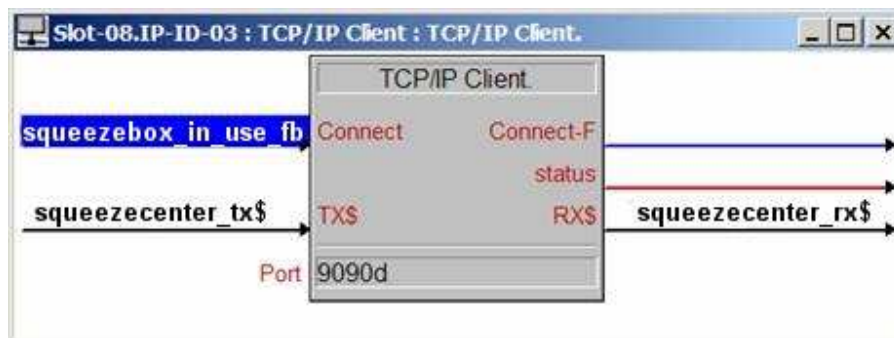 Slot-08.IP-ID-03 : TCP/IP Client : TCP/IP Client.
TCP/IP Client.
squeezebox_in_use_fb Connect Connect-F
status
squeezecenter_tx$ TX$ RX$ squeezecenter_rx$
Port 9090d